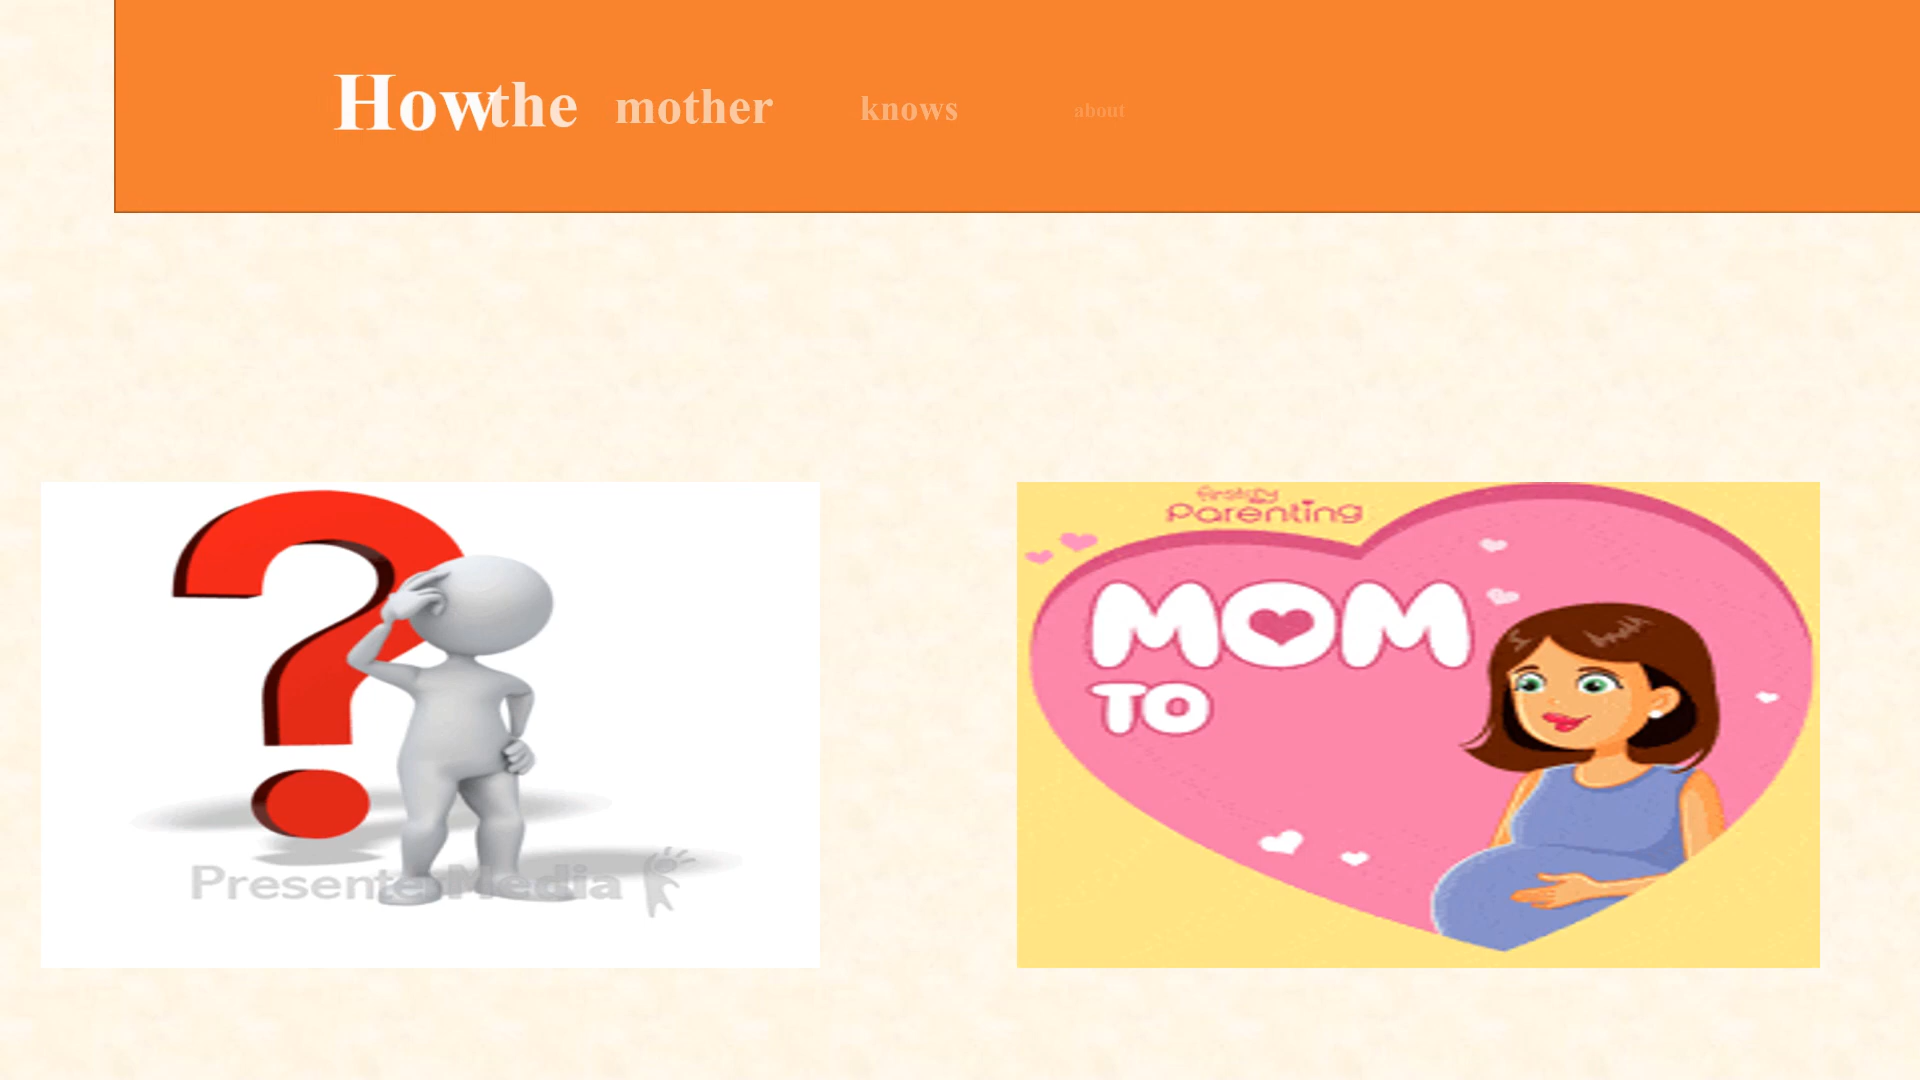 How the mother knows about
firstcry
Parenting
MOM
TO
PresenterMedia